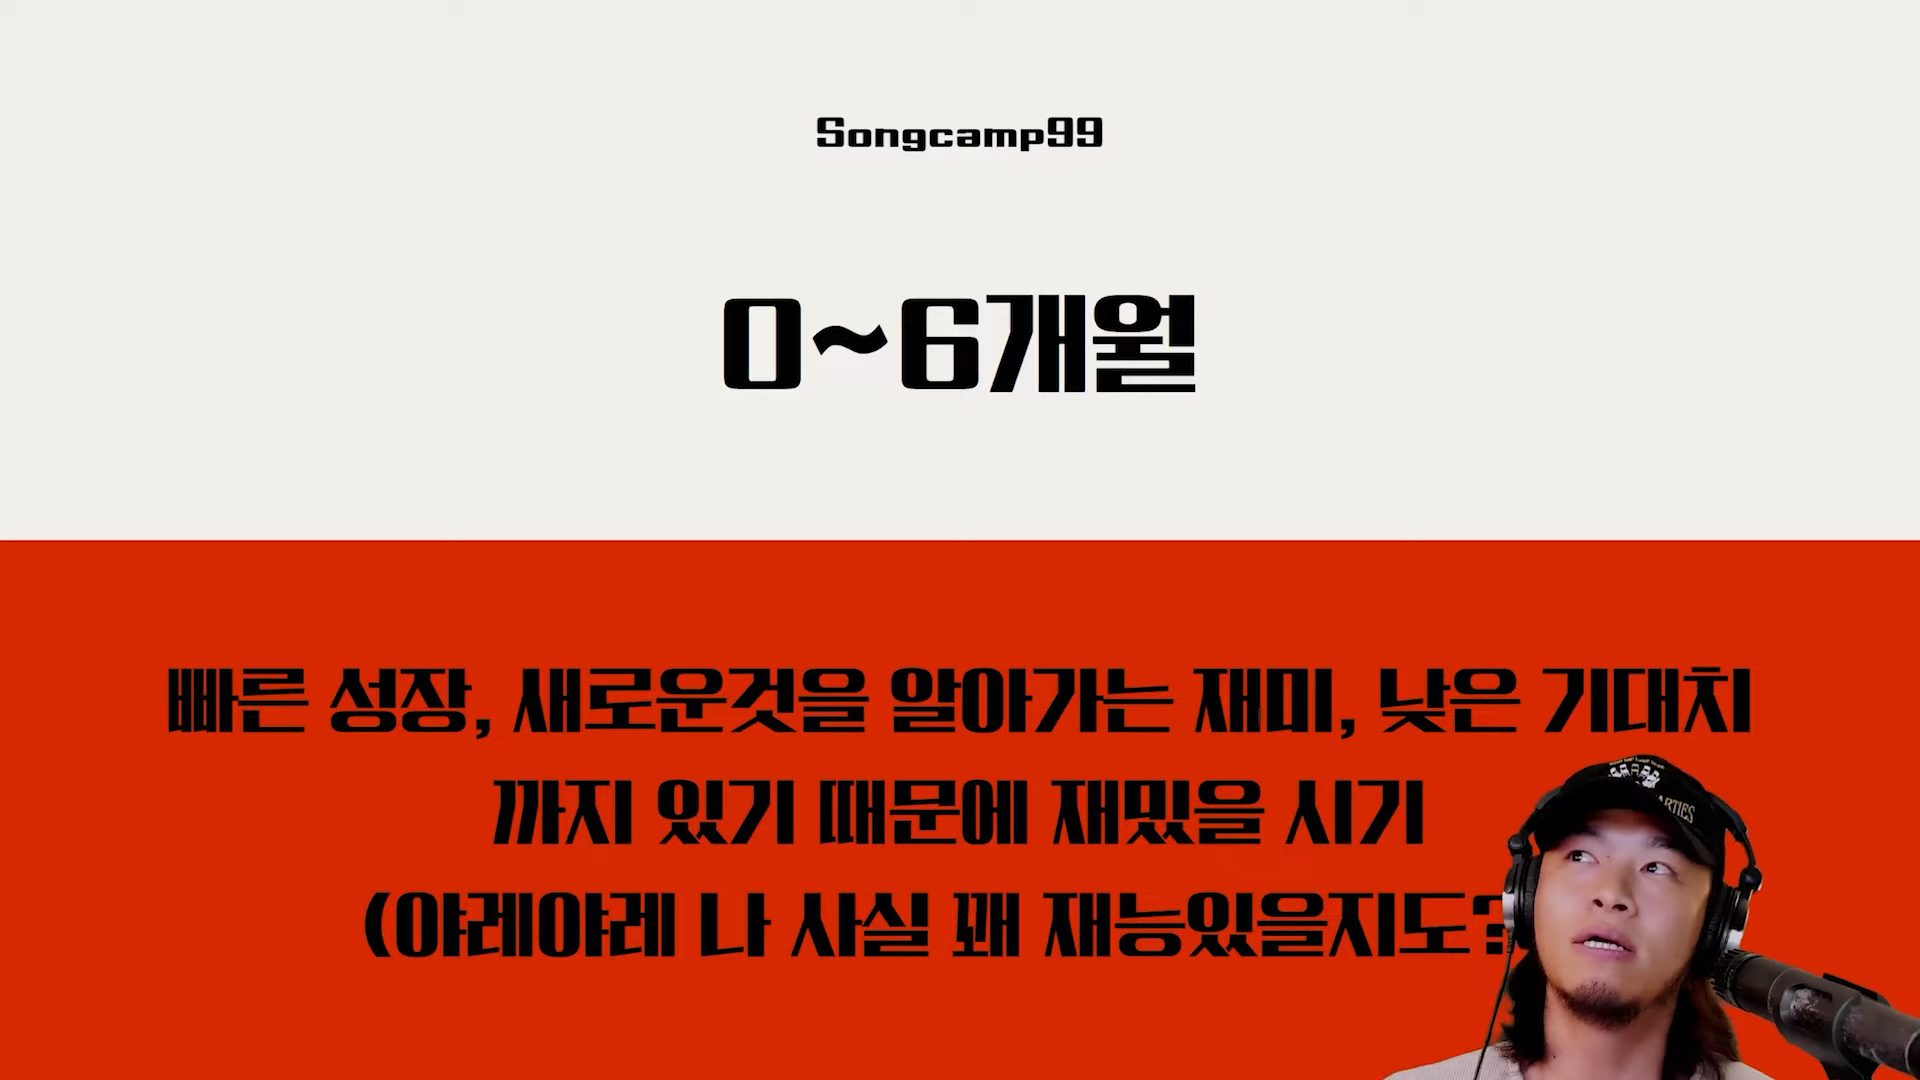 Songcamp99
0~6개월
빠른 성장, 새로운것을 알아가는 재미, 낮은 기대치
까지 있기 때문에 재밌을 시기
(야레야레 나 사실 꽤 재능있을지도?